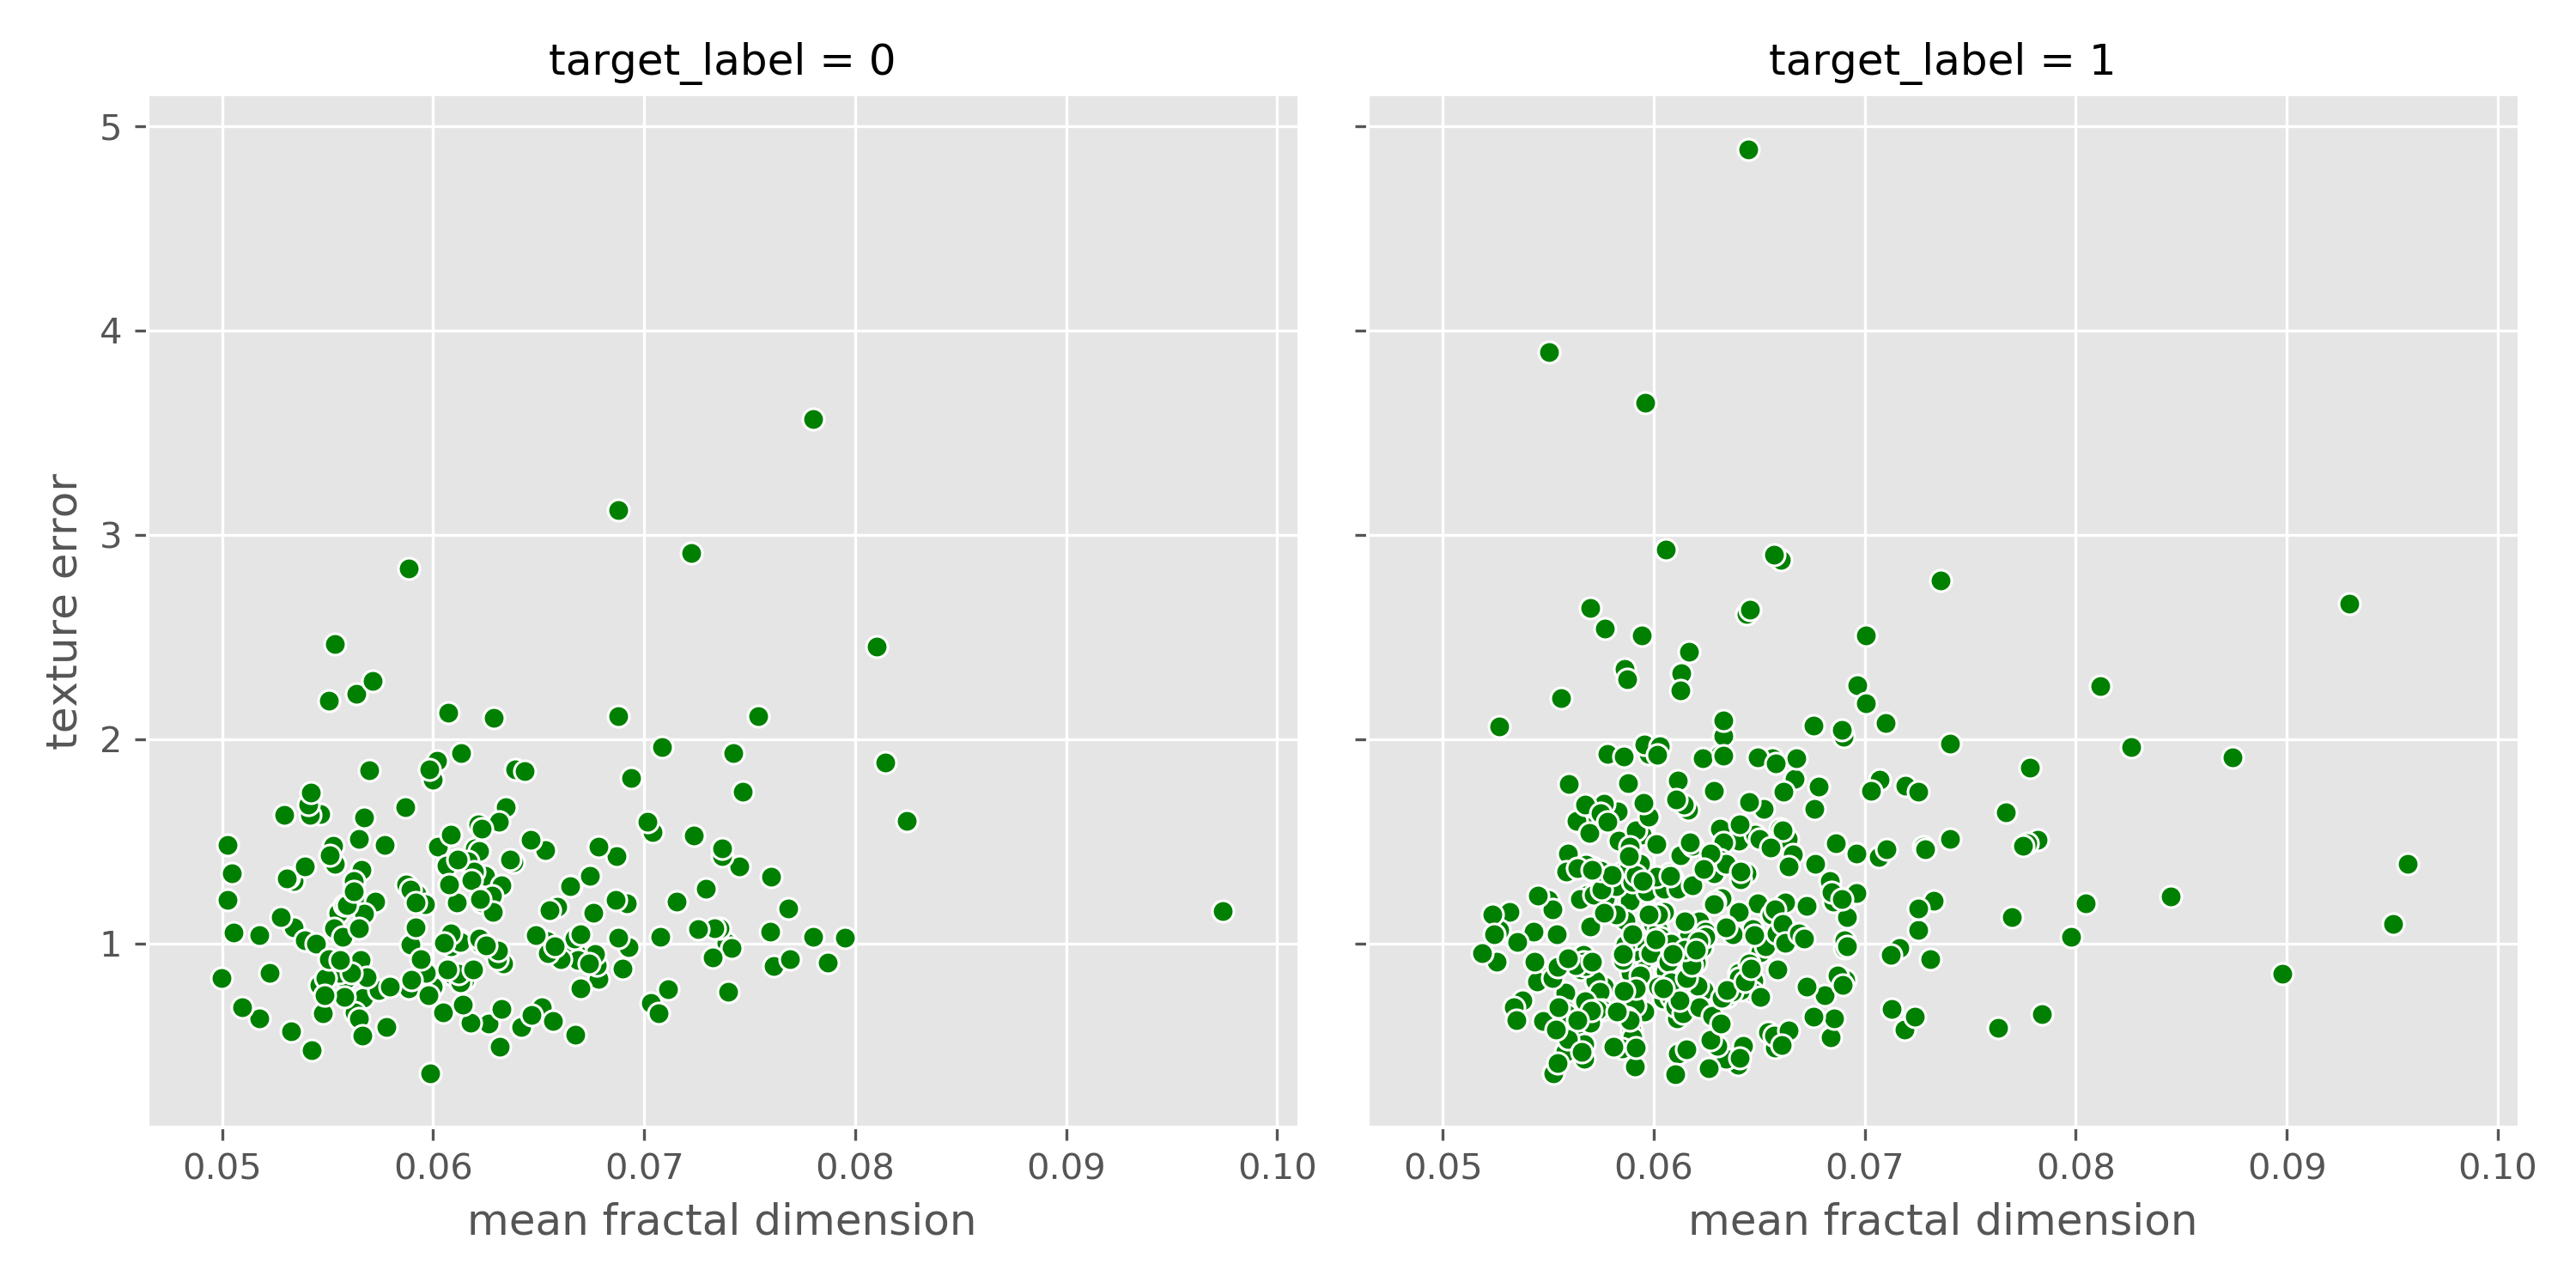 target_label = 0
target_label = 1
texture error
5
4
3
2
1
0.05 0.06 0.07 0.08 0.09 0.10
0.05 0.06 0.07 0.08 0.09 0.10
mean fractal dimension
mean fractal dimension